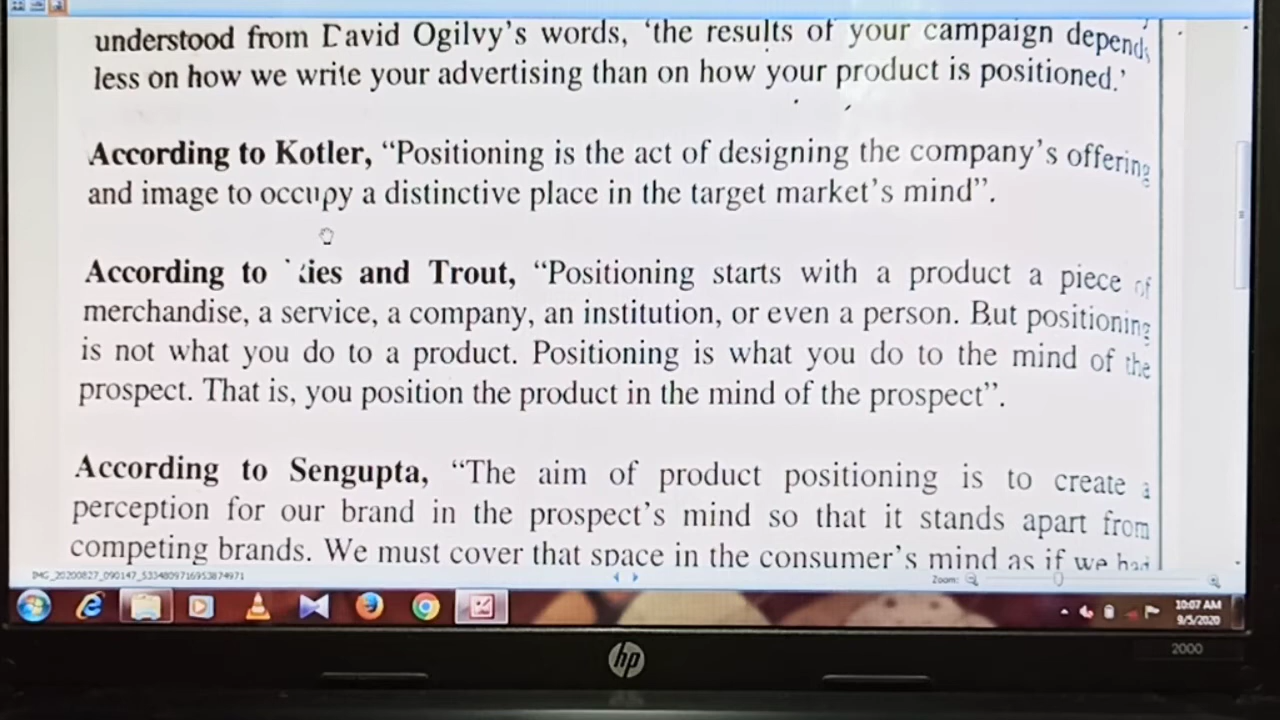 understood from David Ogilvy's words, 'the results of your campaign depends
less on how we write your advertising than on how your product is positioned.'
According to Kotler, “Positioning is the act of designing the company's offering
and image to occupy a distinctive place in the target market's mind”.
According to ies and Trout, “Positioning starts with a product a piece of
merchandise, a service, a company, an institution, or even a person. But positioning
is not what you do to a product. Positioning is what you do to the mind of the
prospect. That is, you position the product in the mind of the prospect”.
According to Sengupta, “The aim of product positioning is to create a
perception for our brand in the prospect's mind so that it stands apart from
competing brands. We must cover that space in the consumer's mind as if we had
IMG_20200827_090147_5334809716953874971
Zoom:
10:07 AM
9/5/2020
hp
2000